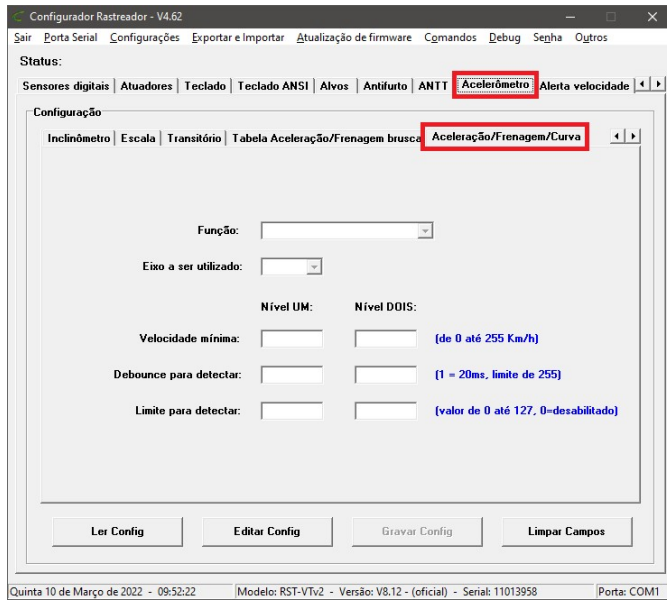 Configurador Rastreador - V4.62
Sair Porta Serial Configurações Exportar e Importar Atualização de firmware Comandos Debug Senha Outros
Status:
Sensores digitais Atuadores Teclado Teclado ANSI Alvos Antifurto ANTT Acelerômetro Alerta velocidade
Configuração
Inclinômetro Escala Transitório Tabela Aceleração/Frenagem brusca Aceleração/Frenagem/Curva
Função:
Eixo a ser utilizado:
Nível UM: Nível DOIS:
Velocidade mínima: (de 0 até 255 Km/h)
Debounce para detectar: (1 = 20ms, limite de 255)
Limite para detectar: (valor de 0 até 127, 0=desabilitado)
Ler Config Editar Config Gravar Config Limpar Campos
Quinta 10 de Março de 2022 - 09:52:22 Modelo: RST-VTv2 - Versão: V8.12 - (oficial) - Serial: 11013958 Porta: COM1